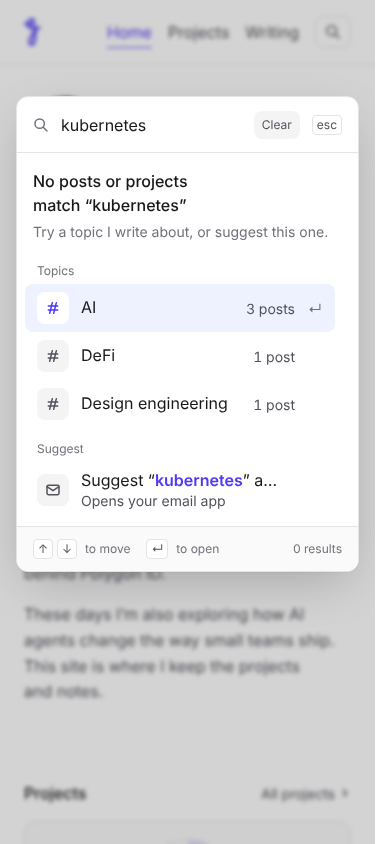 Home Projects Writing
kubernetes Clear esc
No posts or projects
match “kubernetes”
Try a topic I write about, or suggest this one.
Topics
# AI 3 posts ↵
# DeFi 1 post
# Design engineering 1 post
Suggest
Suggest “kubernetes” a...
Opens your email app
↑ ↓ to move ↵ to open 0 results
behind Polygon ID.
These days I'm also exploring how AI
agents change the way small teams ship.
This site is where I keep the projects
and notes.
Projects All projects ›